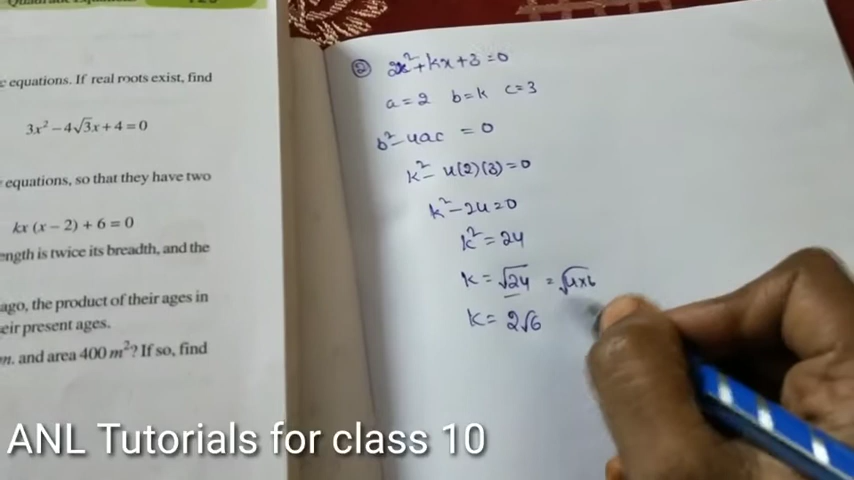 e equations. If real roots exist, find
3x² − 4√3x + 4 = 0
equations, so that they have two
kx (x − 2) + 6 = 0
ength is twice its breadth, and the
ago, the product of their ages in
eir present ages.
m. and area 400 m²? If so, find
② 2x² + kx + 3 = 0
a = 2 b = k c = 3
b² − 4ac = 0
k² − 4(2)(3) = 0
k² − 24 = 0
k² = 24
k = √24 = √4×6
k = 2√6
ANL Tutorials for class 10